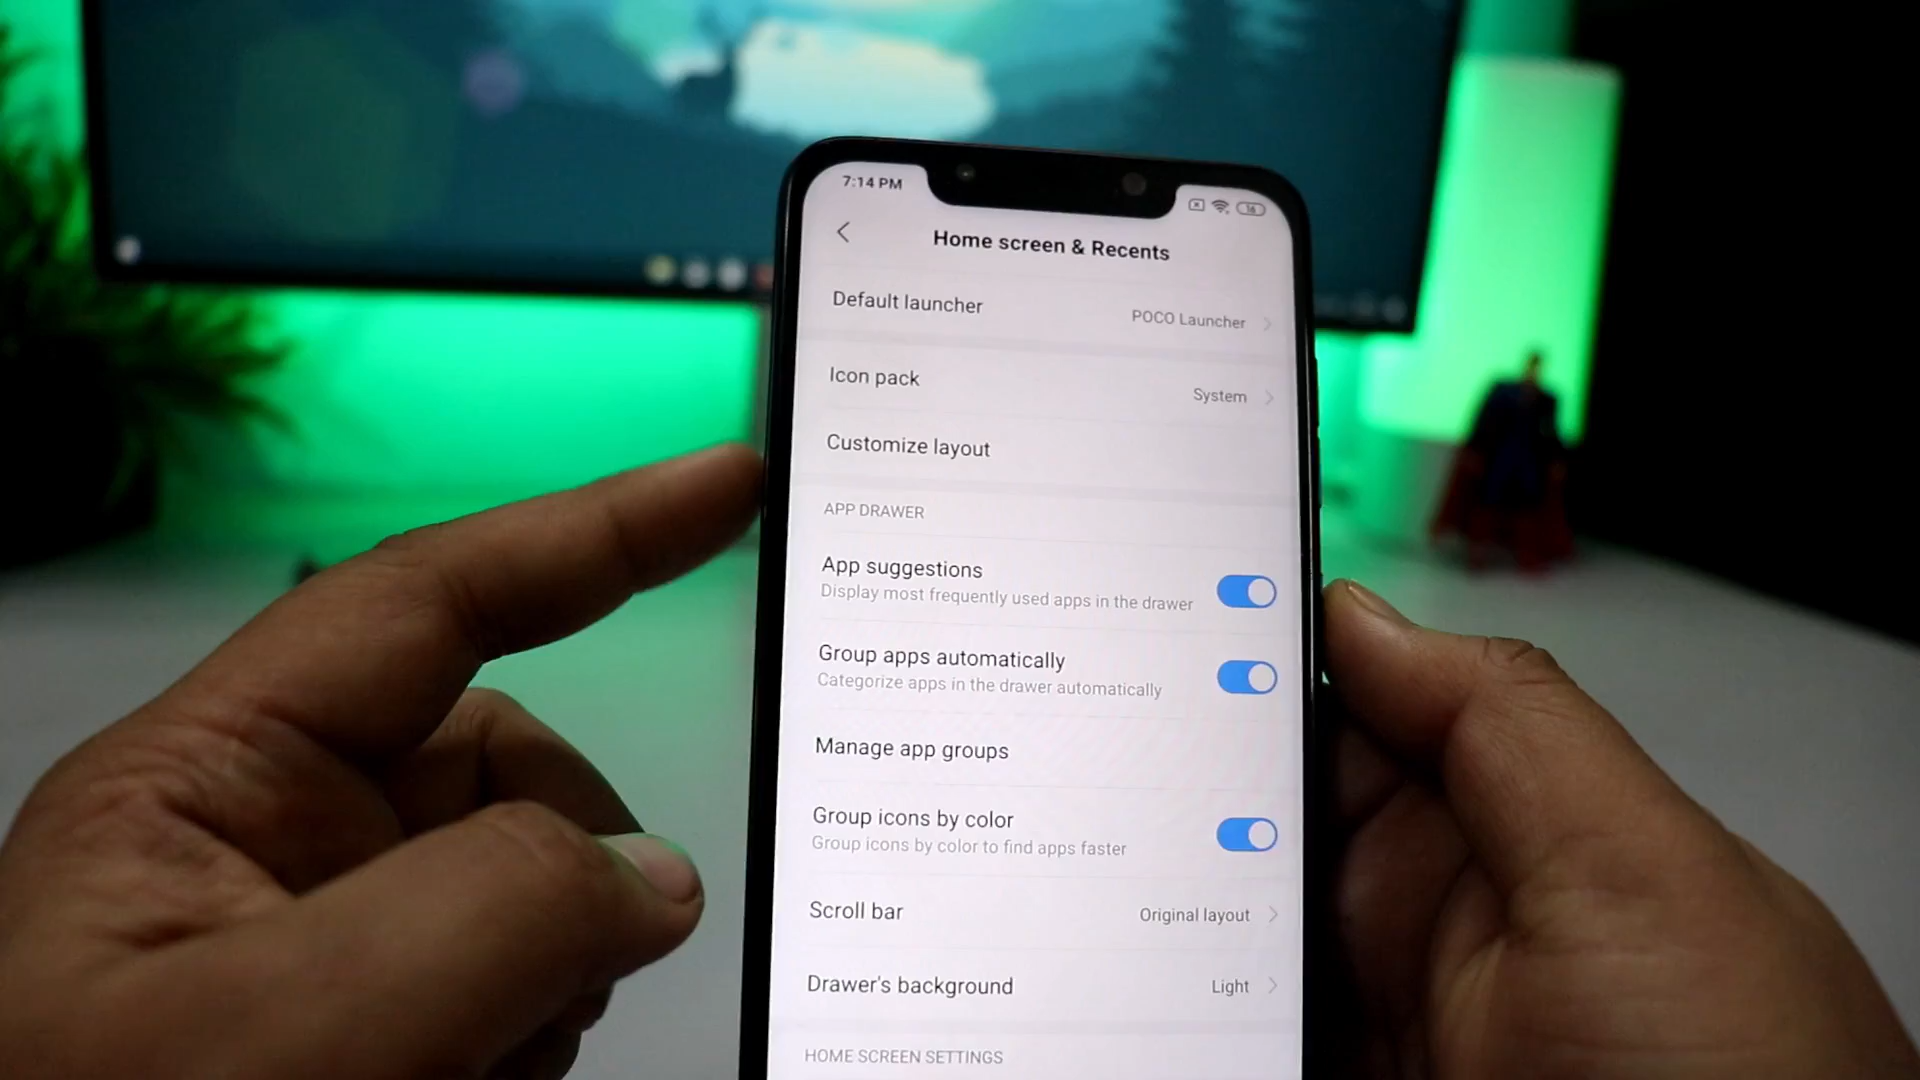 7:14 PM
16
Home screen & Recents
Default launcher
POCO Launcher
Icon pack
System
Customize layout
APP DRAWER
App suggestions
Display most frequently used apps in the drawer
Group apps automatically
Categorize apps in the drawer automatically
Manage app groups
Group icons by color
Group icons by color to find apps faster
Scroll bar
Original layout
Drawer's background
Light
HOME SCREEN SETTINGS